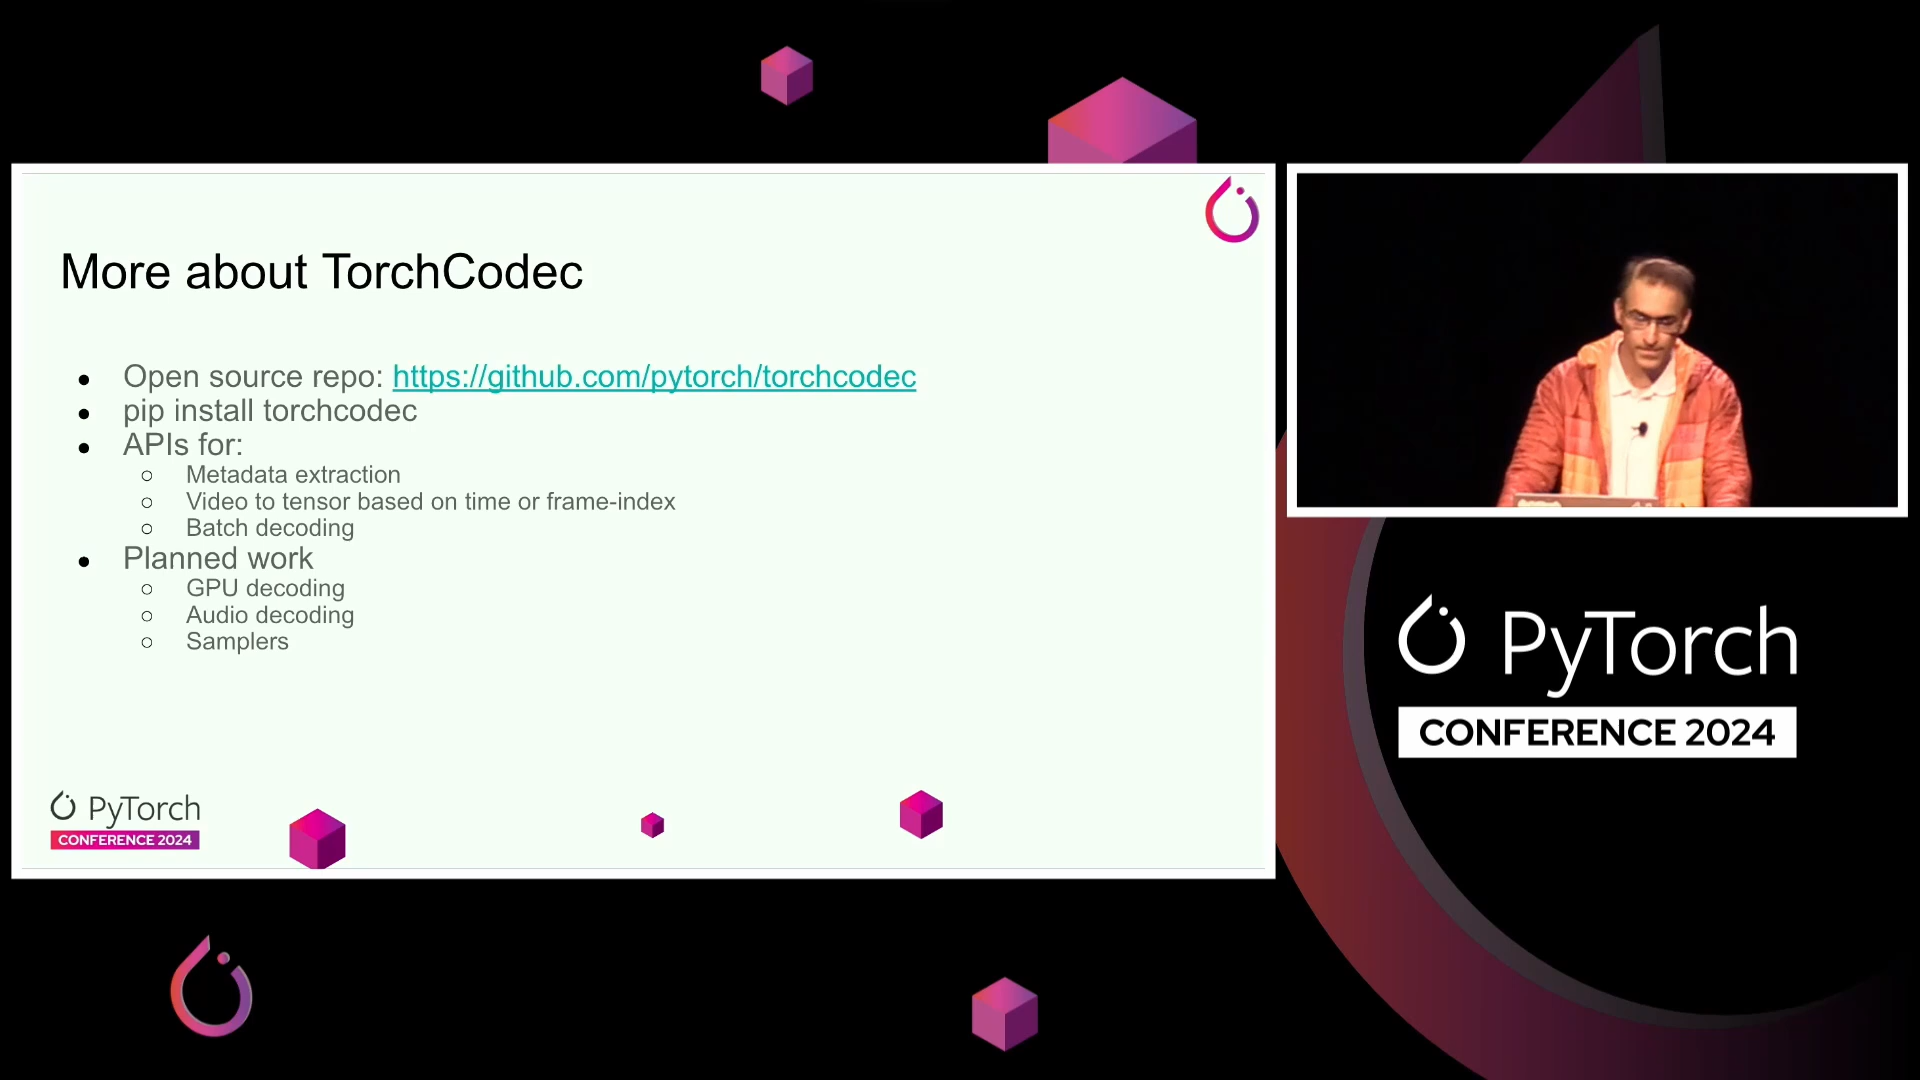 More about TorchCodec
● Open source repo: https://github.com/pytorch/torchcodec
● pip install torchcodec
● APIs for:
○ Metadata extraction
○ Video to tensor based on time or frame-index
○ Batch decoding
● Planned work
○ GPU decoding
○ Audio decoding
○ Samplers
PyTorch
CONFERENCE 2024
PyTorch
CONFERENCE 2024